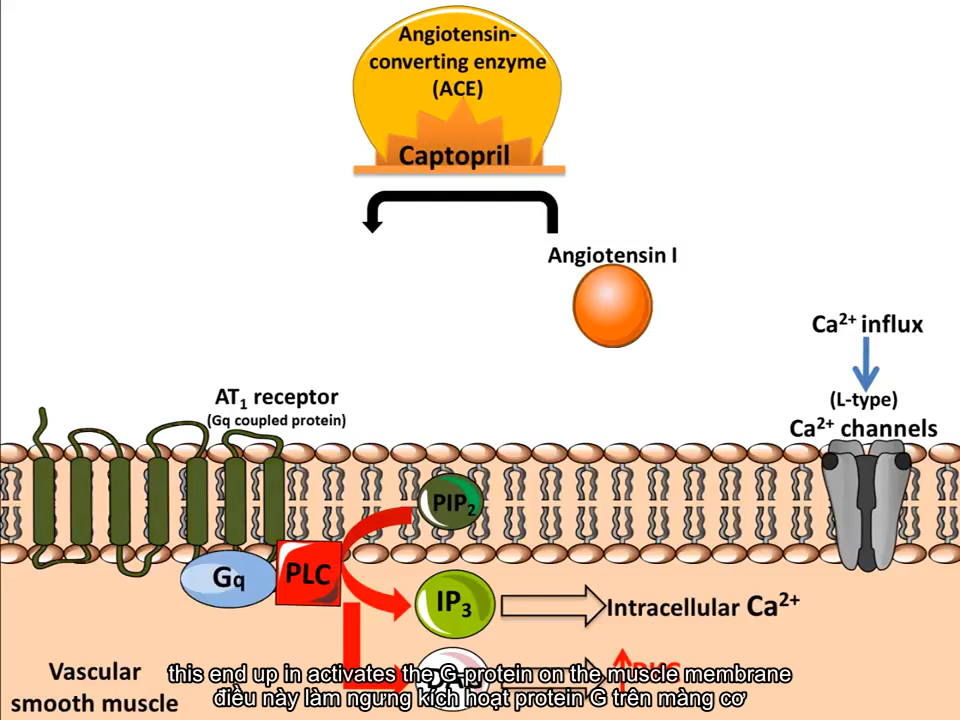 Angiotensin-
converting enzyme
(ACE)
Captopril
Angiotensin I
Ca²⁺ influx
(L-type)
Ca²⁺ channels
AT₁ receptor
(Gq coupled protein)
PIP₂
Gq
PLC
IP₃
Intracellular Ca²⁺
Vascular
smooth muscle
this end up in activates the G-protein on the muscle membrane
điều này làm ngưng kích hoạt protein G trên màng cơ